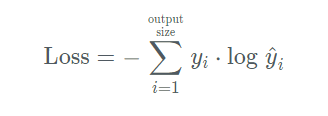 output
size
Loss = − ∑ yᵢ · log ŷᵢ
i=1